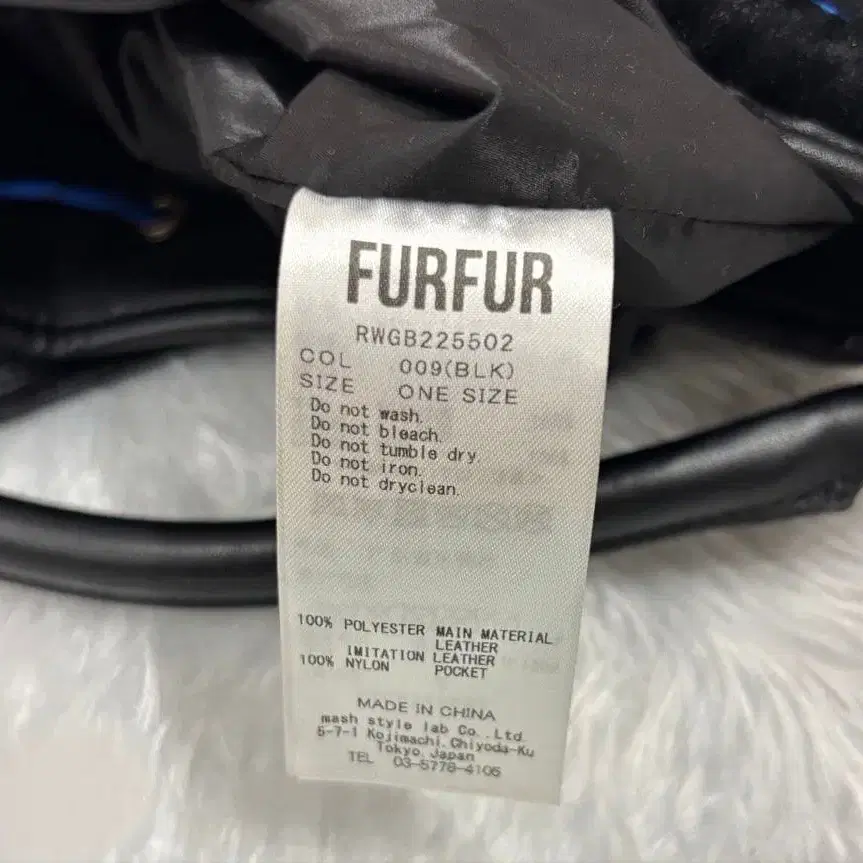 FURFUR
RWGB225502
COL 009(BLK)
SIZE ONE SIZE
Do not wash.
Do not bleach.
Do not tumble dry.
Do not iron.
Do not dryclean.
100% POLYESTER MAIN MATERIAL
LEATHER
IMITATION LEATHER
100% NYLON POCKET
MADE IN CHINA
mash style lab Co.,Ltd.
5-7-1 Kojimachi,Chiyoda-Ku
Tokyo,Japan
TEL 03-5778-4105